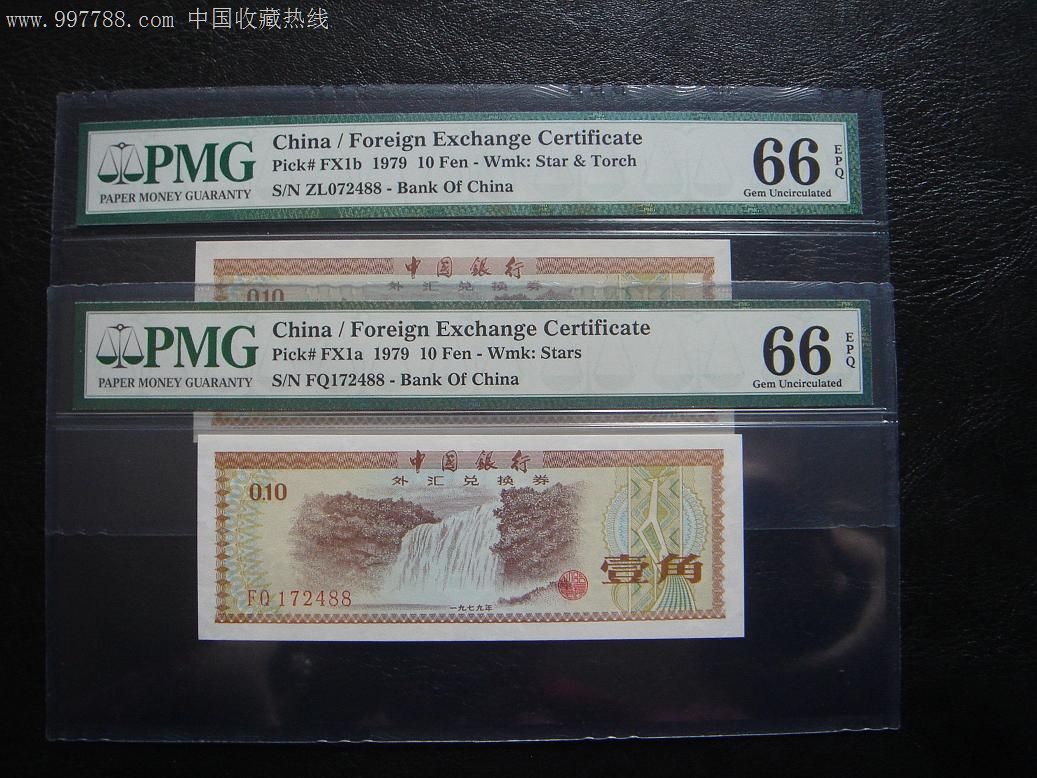 www.997788.com 中国收藏热线
PMG
PAPER MONEY GUARANTY
China / Foreign Exchange Certificate
Pick# FX1b 1979 10 Fen - Wmk: Star & Torch
S/N ZL072488 - Bank Of China
66
EPQ
Gem Uncirculated
中国銀行
外汇兑换券
0.10
PMG
PAPER MONEY GUARANTY
China / Foreign Exchange Certificate
Pick# FX1a 1979 10 Fen - Wmk: Stars
S/N FQ172488 - Bank Of China
66
EPQ
Gem Uncirculated
中国銀行
外汇兑换券
0.10
壹角
FQ 172488
一九七九年